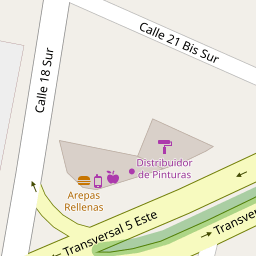 Calle 21 Bis Sur
Calle 18 Sur
Distribuidor
de Pinturas
Arepas
Rellenas
Transversal 5 Este
Transver